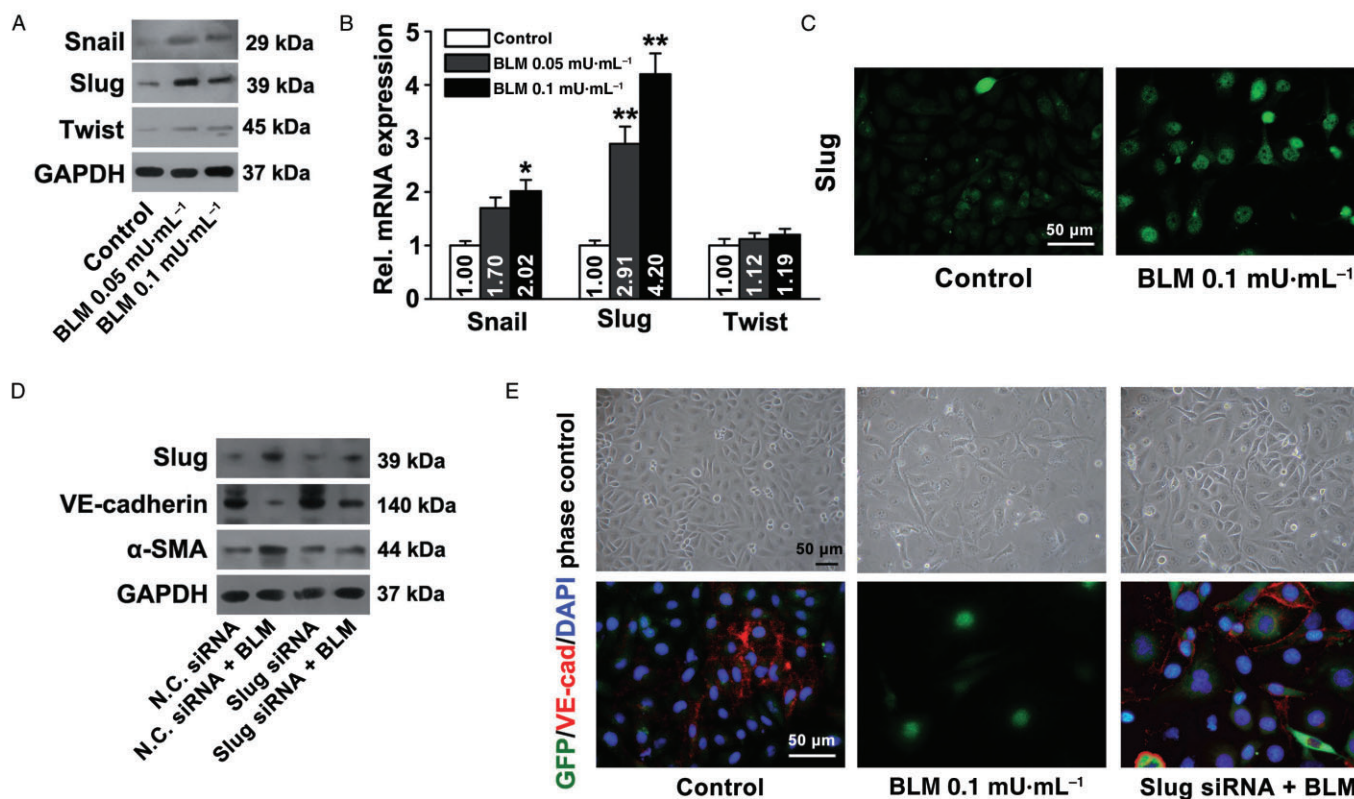 A
Snail
29 kDa
Slug
39 kDa
Twist
45 kDa
GAPDH
37 kDa
Control
BLM 0.05 mU·mL⁻¹
BLM 0.1 mU·mL⁻¹
B
Rel. mRNA expression
5
4
3
2
1
0
Control
BLM 0.05 mU·mL⁻¹
BLM 0.1 mU·mL⁻¹
*
**
**
1.00
1.70
2.02
1.00
2.91
4.20
1.00
1.12
1.19
Snail
Slug
Twist
C
Slug
50 µm
Control
BLM 0.1 mU·mL⁻¹
D
Slug
39 kDa
VE-cadherin
140 kDa
α-SMA
44 kDa
GAPDH
37 kDa
N.C. siRNA
N.C. siRNA + BLM
Slug siRNA
Slug siRNA + BLM
E
GFP/VE-cad/DAPI phase control
50 µm
50 µm
Control
BLM 0.1 mU·mL⁻¹
Slug siRNA + BLM